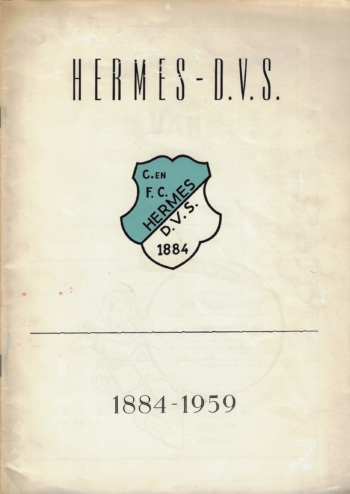 HERMES-D.V.S.
C. EN
F. C.
HERMES
D.V.S.
1884
1884-1959